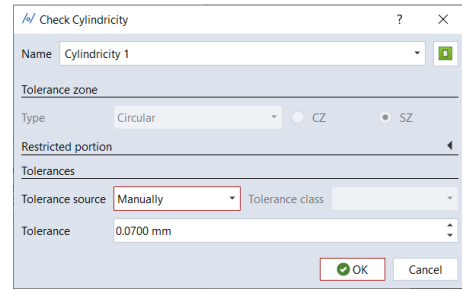 Check Cylindricity ? ×
Name Cylindricity 1
Tolerance zone
Type Circular CZ SZ
Restricted portion
Tolerances
Tolerance source Manually Tolerance class
Tolerance 0.0700 mm
OK Cancel